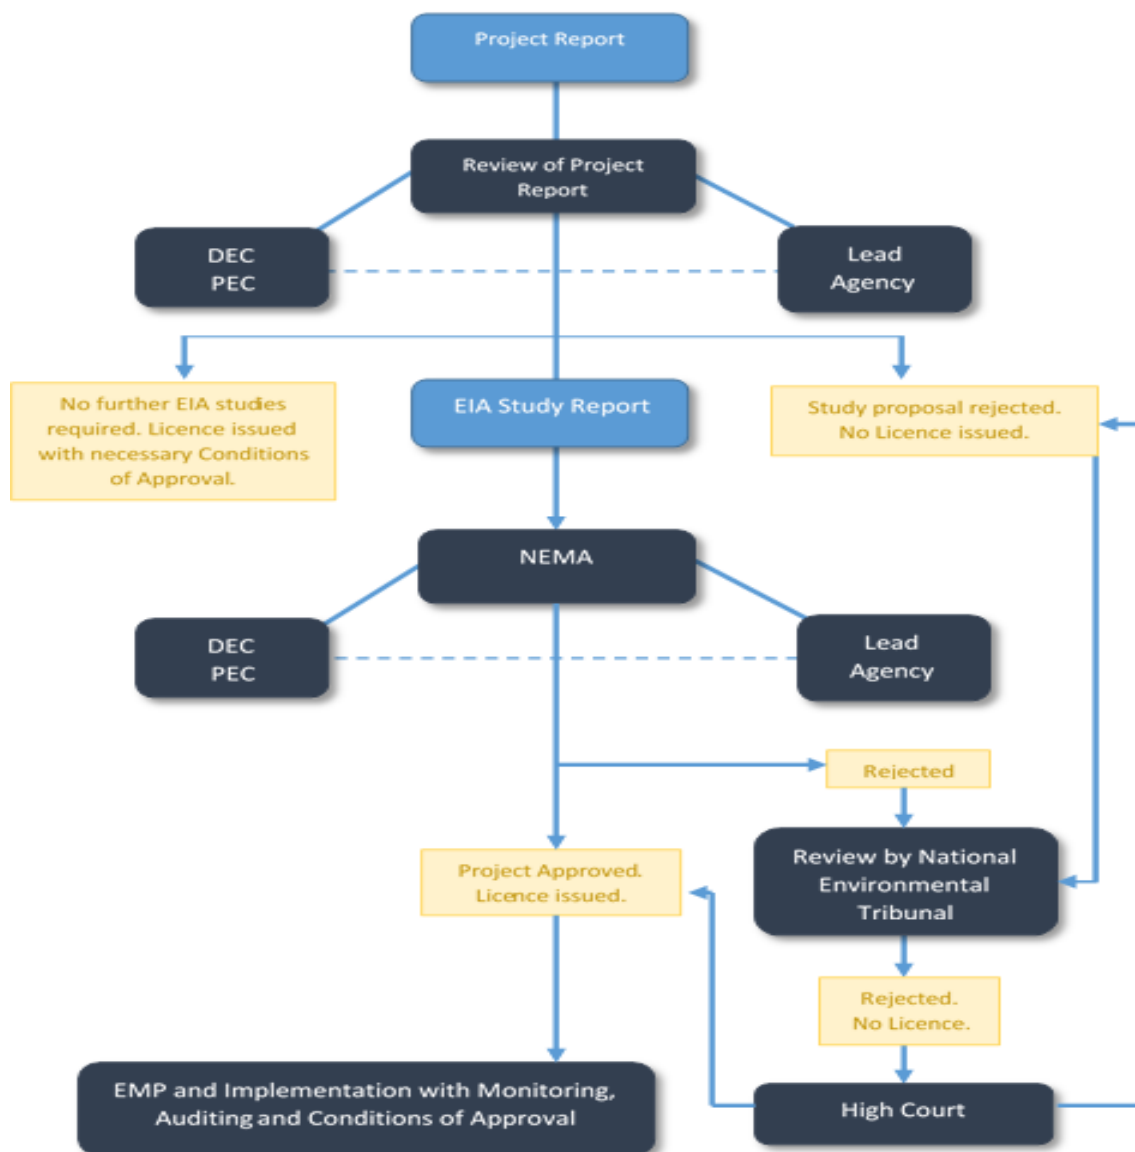 Project Report
Review of Project
Report
DEC
PEC
Lead
Agency
No further EIA studies
required. Licence issued
with necessary Conditions
of Approval.
EIA Study Report
Study proposal rejected.
No Licence issued.
NEMA
DEC
PEC
Lead
Agency
Rejected
Project Approved.
Licence issued.
Review by National
Environmental
Tribunal
Rejected.
No Licence.
EMP and Implementation with Monitoring,
Auditing and Conditions of Approval
High Court